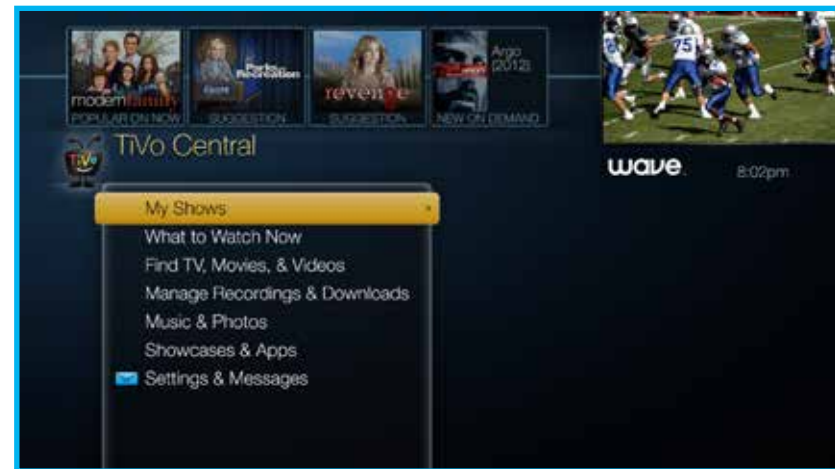 modern family
POPULAR ON NOW
Parks and Recreation
SUGGESTION
revenge
SUGGESTION
Argo
(2012)
NEW ON DEMAND
TiVo
TiVo Central
wave
8:02pm
My Shows
What to Watch Now
Find TV, Movies, & Videos
Manage Recordings & Downloads
Music & Photos
Showcases & Apps
Settings & Messages
75